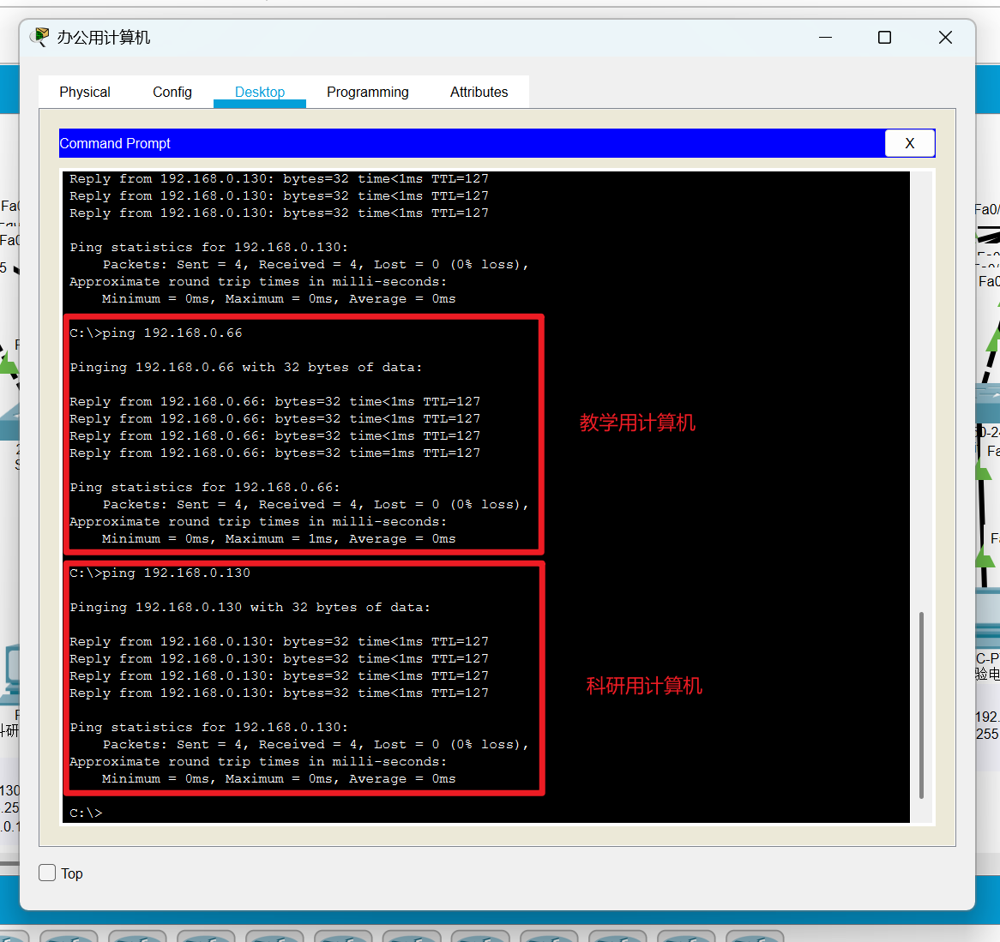 办公用计算机
Physical Config Desktop Programming Attributes
Command Prompt X
Reply from 192.168.0.130: bytes=32 time<1ms TTL=127
Reply from 192.168.0.130: bytes=32 time<1ms TTL=127
Reply from 192.168.0.130: bytes=32 time<1ms TTL=127
Ping statistics for 192.168.0.130:
Packets: Sent = 4, Received = 4, Lost = 0 (0% loss),
Approximate round trip times in milli-seconds:
Minimum = 0ms, Maximum = 0ms, Average = 0ms
C:\>ping 192.168.0.66
Pinging 192.168.0.66 with 32 bytes of data:
Reply from 192.168.0.66: bytes=32 time<1ms TTL=127
Reply from 192.168.0.66: bytes=32 time<1ms TTL=127
教学用计算机
Reply from 192.168.0.66: bytes=32 time<1ms TTL=127
Reply from 192.168.0.66: bytes=32 time=1ms TTL=127
Ping statistics for 192.168.0.66:
Packets: Sent = 4, Received = 4, Lost = 0 (0% loss),
Approximate round trip times in milli-seconds:
Minimum = 0ms, Maximum = 1ms, Average = 0ms
C:\>ping 192.168.0.130
Pinging 192.168.0.130 with 32 bytes of data:
Reply from 192.168.0.130: bytes=32 time<1ms TTL=127
Reply from 192.168.0.130: bytes=32 time<1ms TTL=127
Reply from 192.168.0.130: bytes=32 time<1ms TTL=127
科研用计算机
Reply from 192.168.0.130: bytes=32 time<1ms TTL=127
Ping statistics for 192.168.0.130:
Packets: Sent = 4, Received = 4, Lost = 0 (0% loss),
Approximate round trip times in milli-seconds:
Minimum = 0ms, Maximum = 0ms, Average = 0ms
C:\>
Top